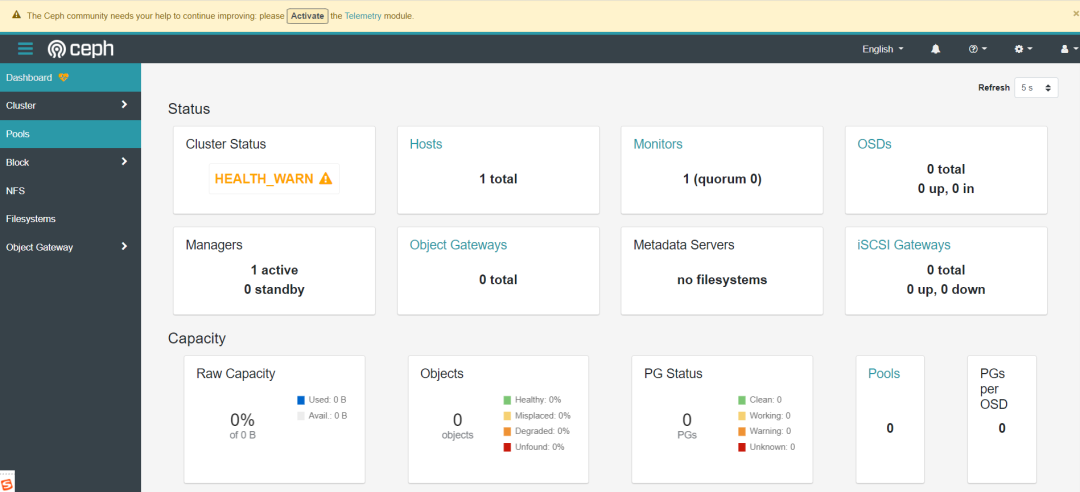 The Ceph community needs your help to continue improving: please Activate the Telemetry module. ×
ceph English
Dashboard
Cluster
Pools
Block
NFS
Filesystems
Object Gateway
Refresh 5 s
Status
Cluster Status
HEALTH_WARN
Hosts
1 total
Monitors
1 (quorum 0)
OSDs
0 total
0 up, 0 in
Managers
1 active
0 standby
Object Gateways
0 total
Metadata Servers
no filesystems
iSCSI Gateways
0 total
0 up, 0 down
Capacity
Raw Capacity
0%
of 0 B
Used: 0 B
Avail.: 0 B
Objects
0
objects
Healthy: 0%
Misplaced: 0%
Degraded: 0%
Unfound: 0%
PG Status
0
PGs
Clean: 0
Working: 0
Warning: 0
Unknown: 0
Pools
0
PGs
per
OSD
0